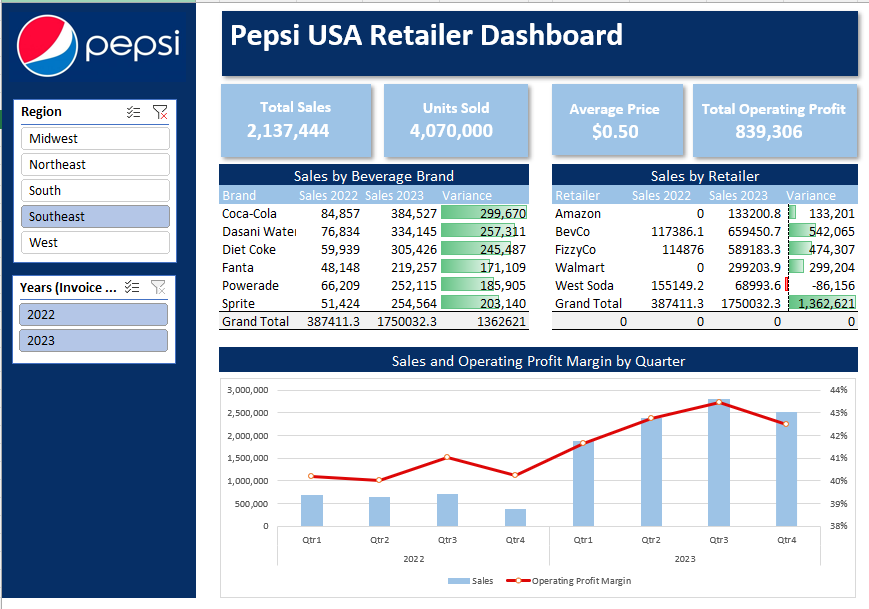 pepsi
Pepsi USA Retailer Dashboard
Region
Midwest
Northeast
South
Southeast
West
Years (Invoice ...
2022
2023
Total Sales
2,137,444
Units Sold
4,070,000
Average Price
$0.50
Total Operating Profit
839,306
Sales by Beverage Brand
Brand Sales 2022 Sales 2023 Variance
Coca-Cola 84,857 384,527 299,670
Dasani Water 76,834 334,145 257,311
Diet Coke 59,939 305,426 245,487
Fanta 48,148 219,257 171,109
Powerade 66,209 252,115 185,905
Sprite 51,424 254,564 203,140
Grand Total 387411.3 1750032.3 1362621
Sales by Retailer
Retailer Sales 2022 Sales 2023 Variance
Amazon 0 133200.8 133,201
BevCo 117386.1 659450.7 542,065
FizzyCo 114876 589183.3 474,307
Walmart 0 299203.9 299,204
West Soda 155149.2 68993.6 -86,156
Grand Total 387411.3 1750032.3 1,362,621
0 0 0 0
Sales and Operating Profit Margin by Quarter
3,000,000 44%
2,500,000 43%
2,000,000 42%
1,500,000 41%
1,000,000 40%
500,000 39%
0 38%
Qtr1 Qtr2 Qtr3 Qtr4 Qtr1 Qtr2 Qtr3 Qtr4
2022 2023
Sales Operating Profit Margin